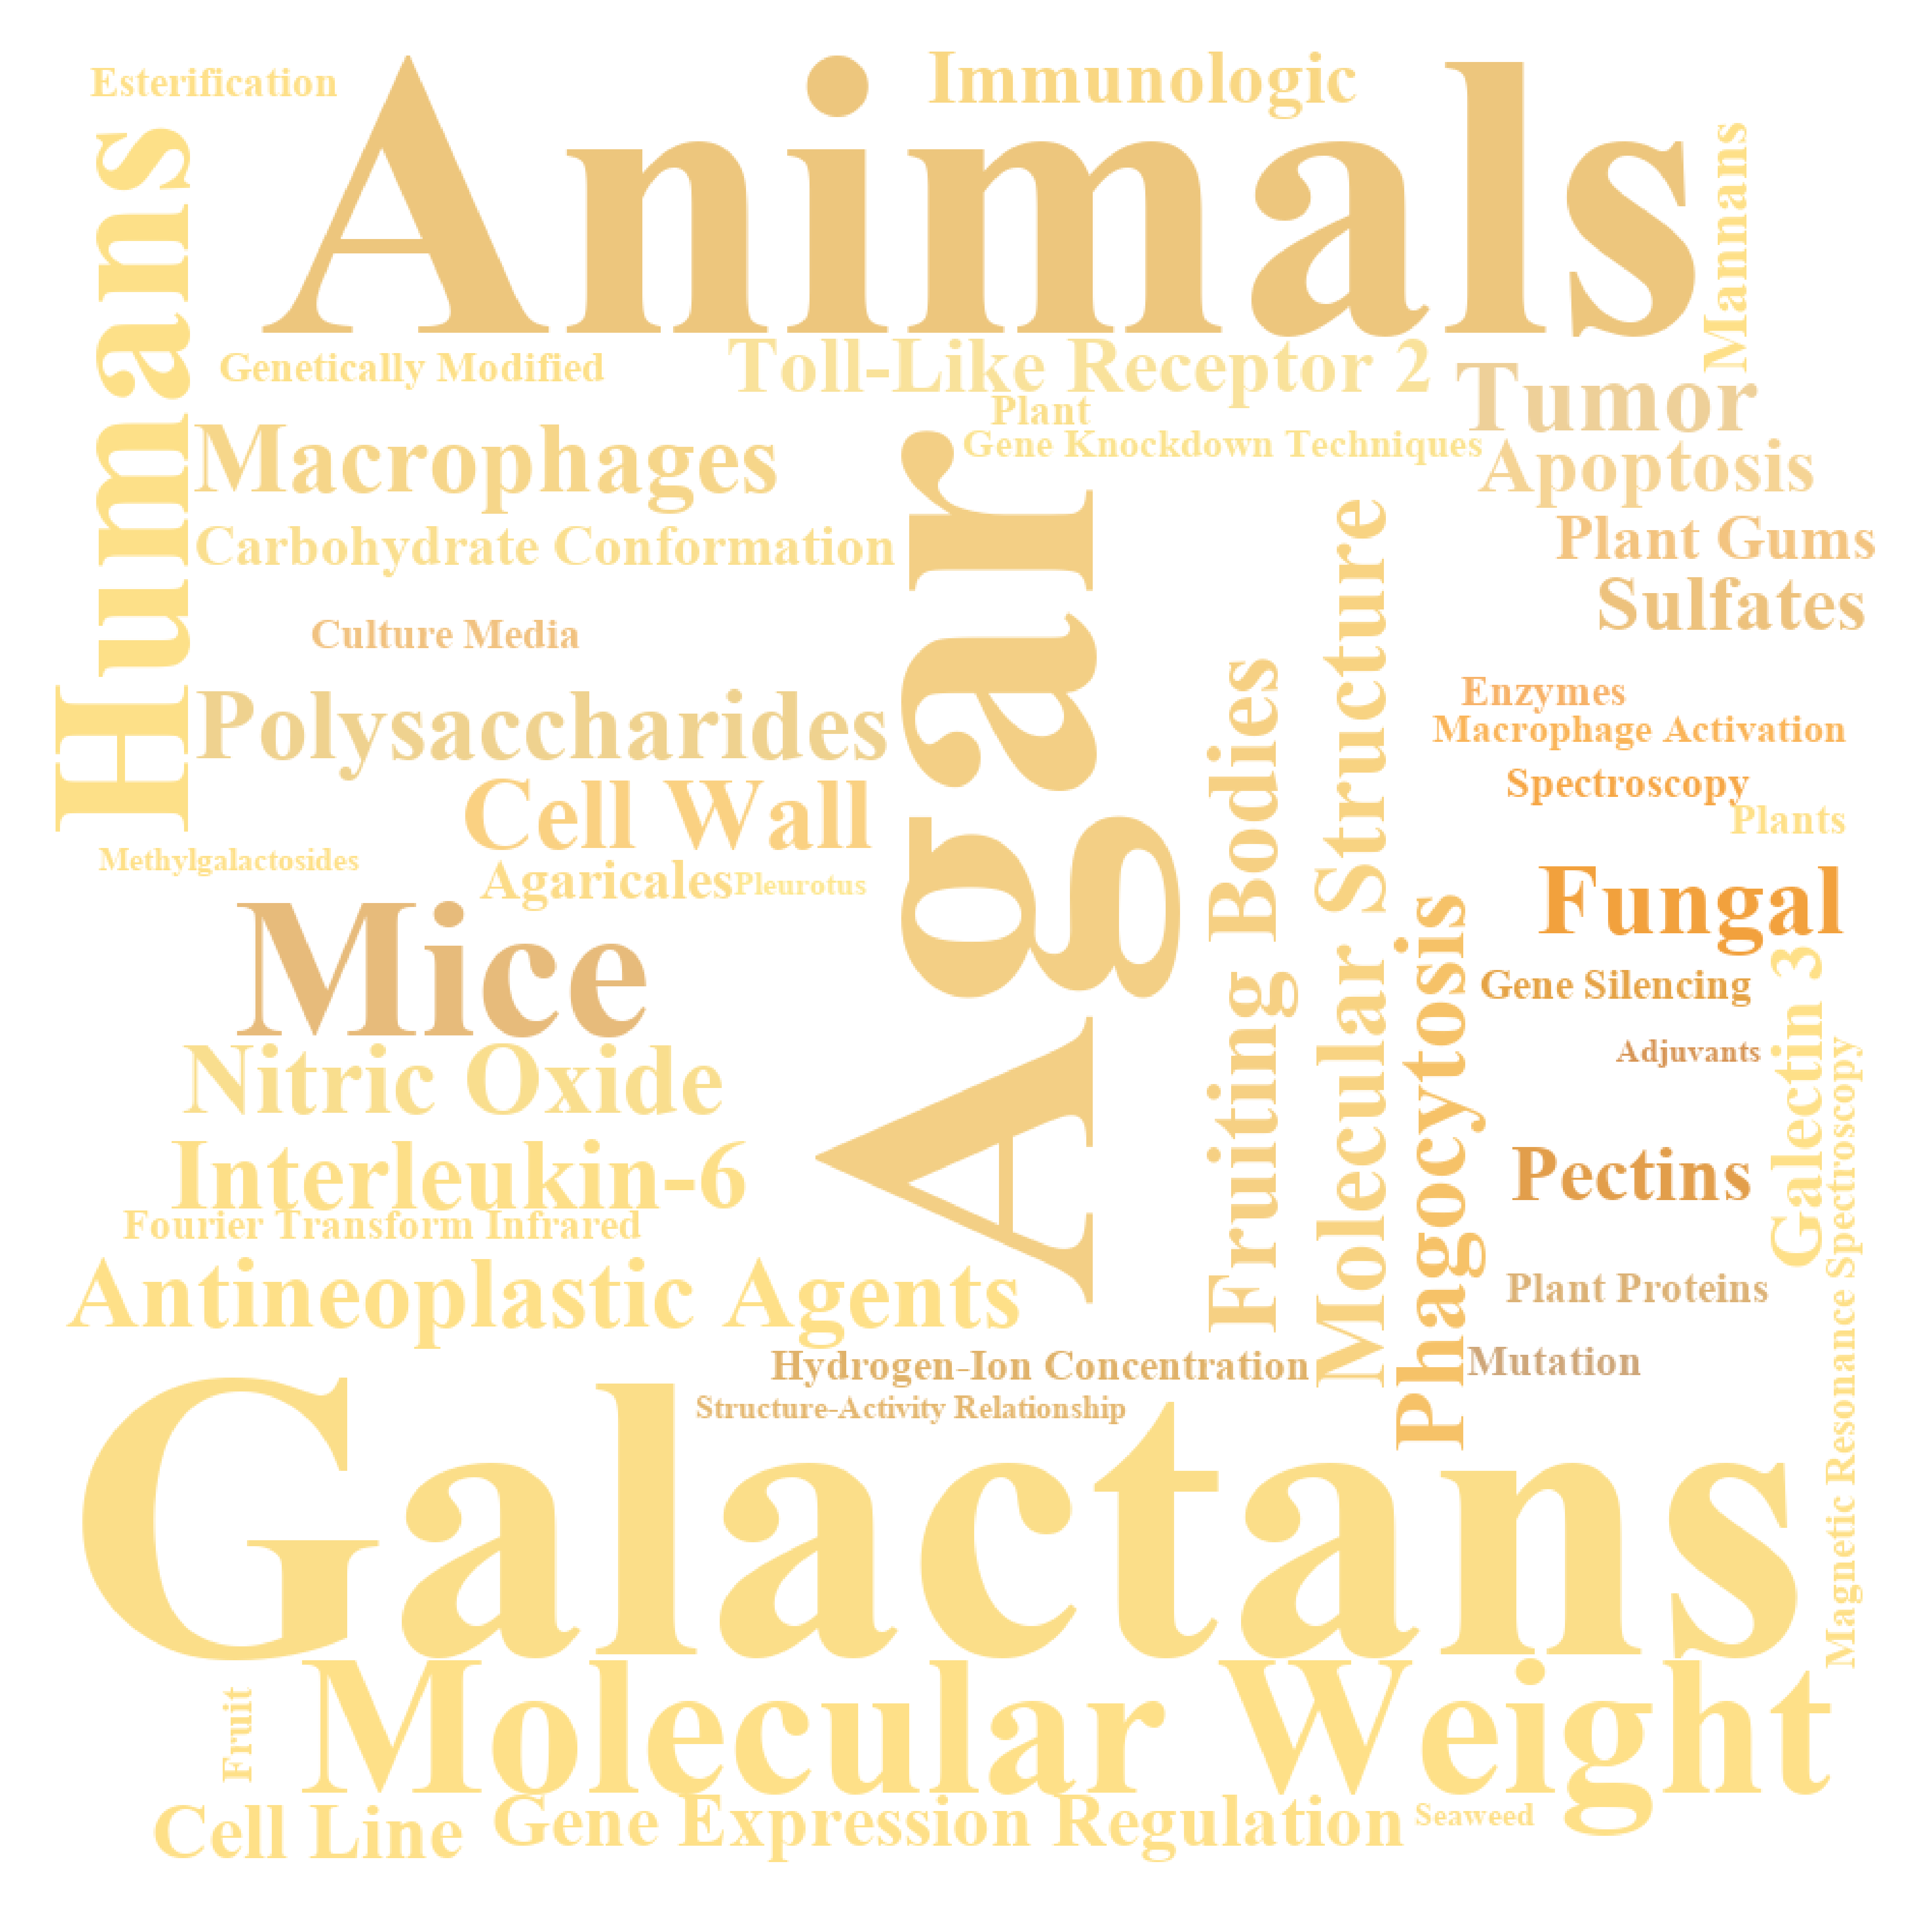 Esterification
Immunologic
Animals
Humans
Mannans
Genetically Modified
Toll-Like Receptor 2
Tumor
Plant
Gene Knockdown Techniques
Macrophages
Apoptosis
Carbohydrate Conformation
Plant Gums
Sulfates
Culture Media
Agar
Fruiting Bodies
Molecular Structure
Phagocytosis
Polysaccharides
Enzymes
Macrophage Activation
Spectroscopy
Plants
Cell Wall
Methylgalactosides
Agaricales
Pleurotus
Fungal
Mice
Gene Silencing
Galectin 3
Adjuvants
Magnetic Resonance Spectroscopy
Nitric Oxide
Interleukin-6
Pectins
Fourier Transform Infrared
Antineoplastic Agents
Plant Proteins
Hydrogen-Ion Concentration
Mutation
Structure-Activity Relationship
Galactans
Molecular Weight
Fruit
Cell Line
Gene Expression Regulation
Seaweed